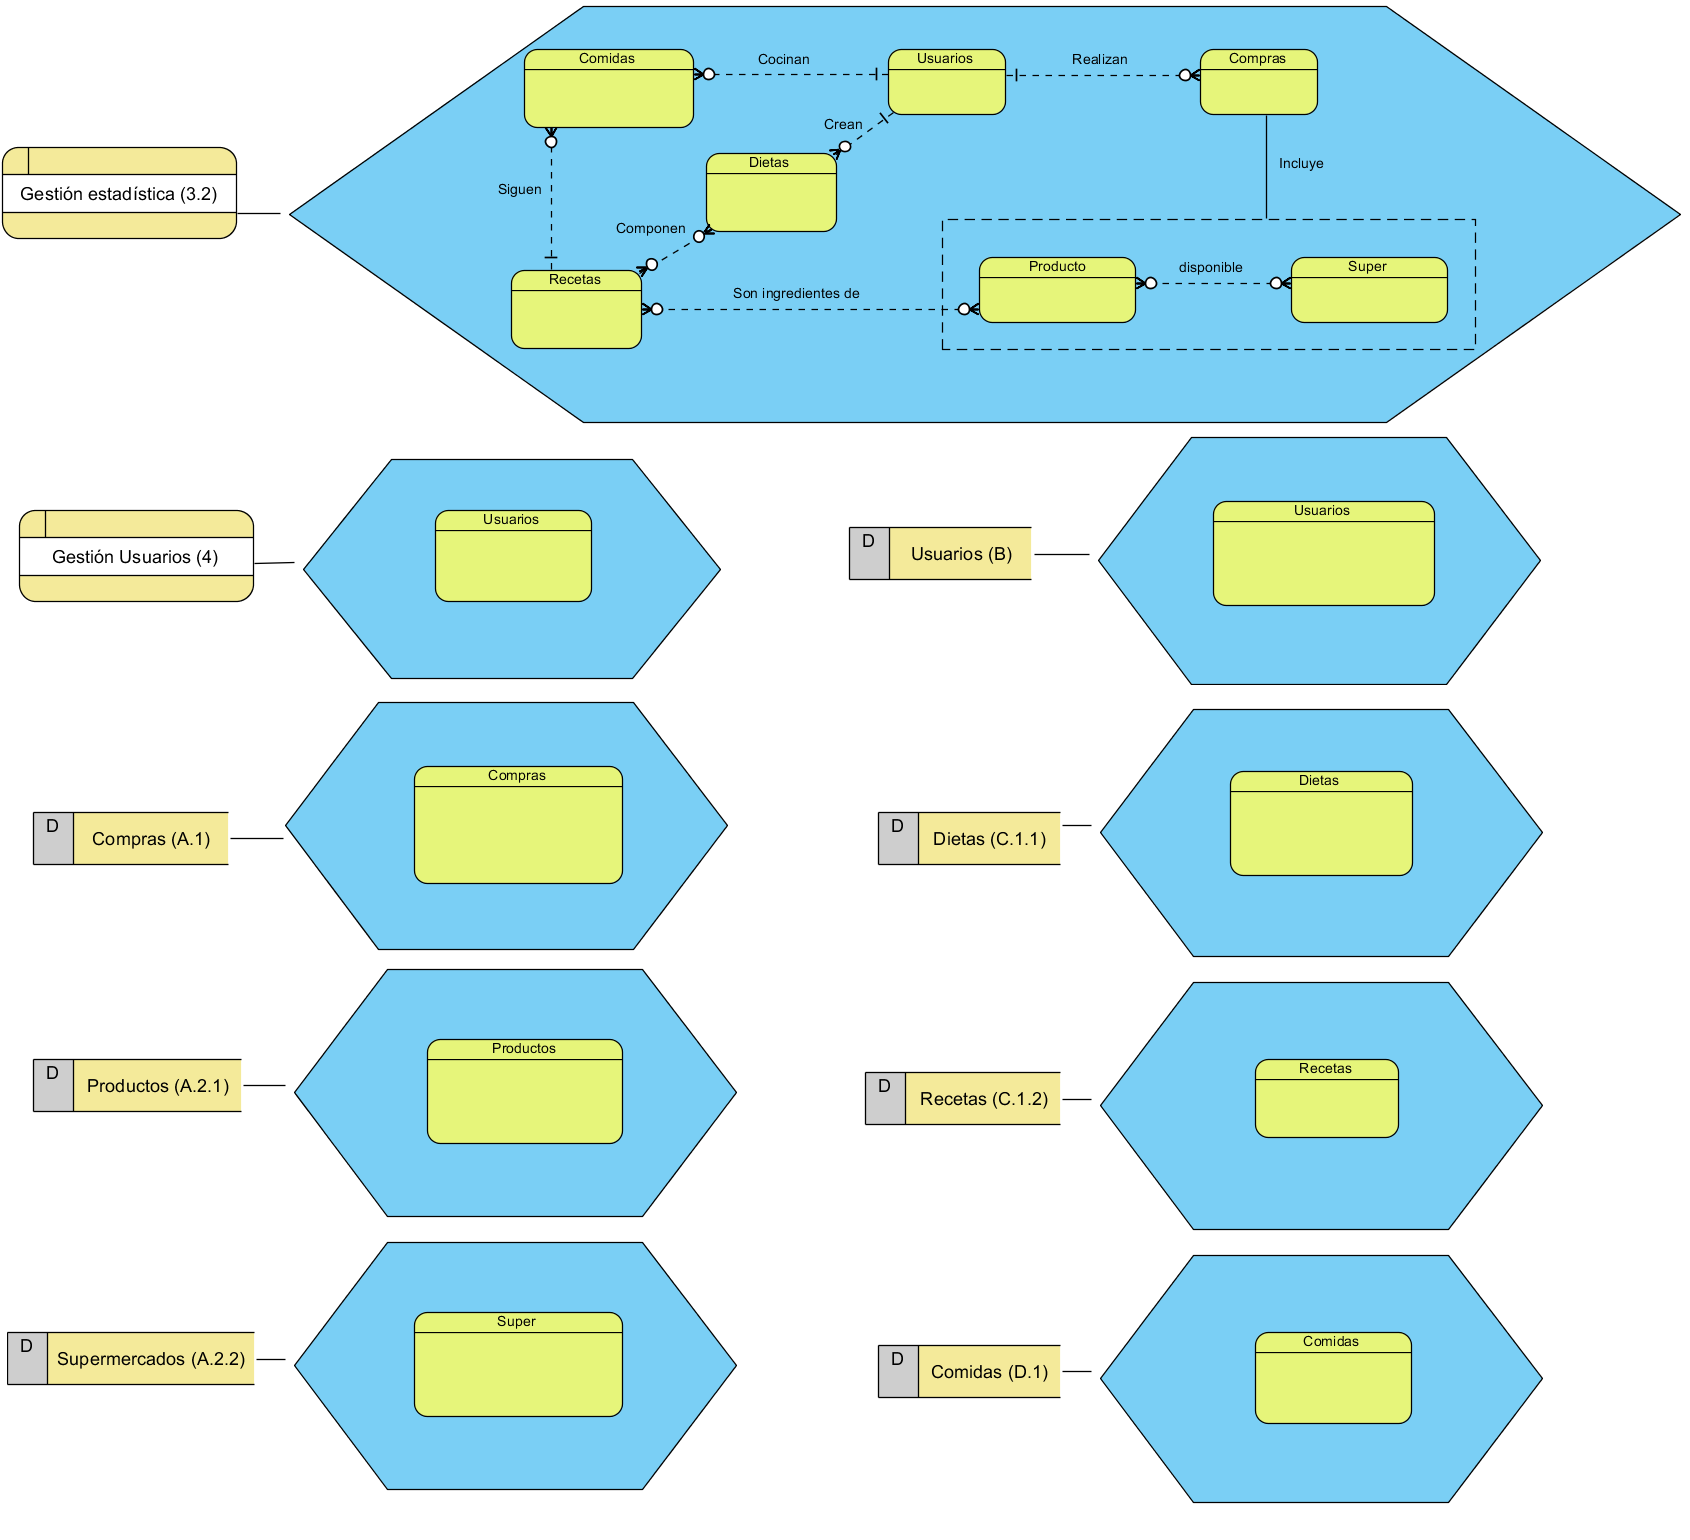 Comidas
Cocinan
Usuarios
Realizan
Compras
Crean
Dietas
Incluye
Siguen
Gestión estadística (3.2)
Componen
Recetas
Son ingredientes de
Producto
disponible
Super
Gestión Usuarios (4)
Usuarios
D
Usuarios (B)
Usuarios
D
Compras (A.1)
Compras
D
Dietas (C.1.1)
Dietas
D
Productos (A.2.1)
Productos
D
Recetas (C.1.2)
Recetas
D
Supermercados (A.2.2)
Super
D
Comidas (D.1)
Comidas